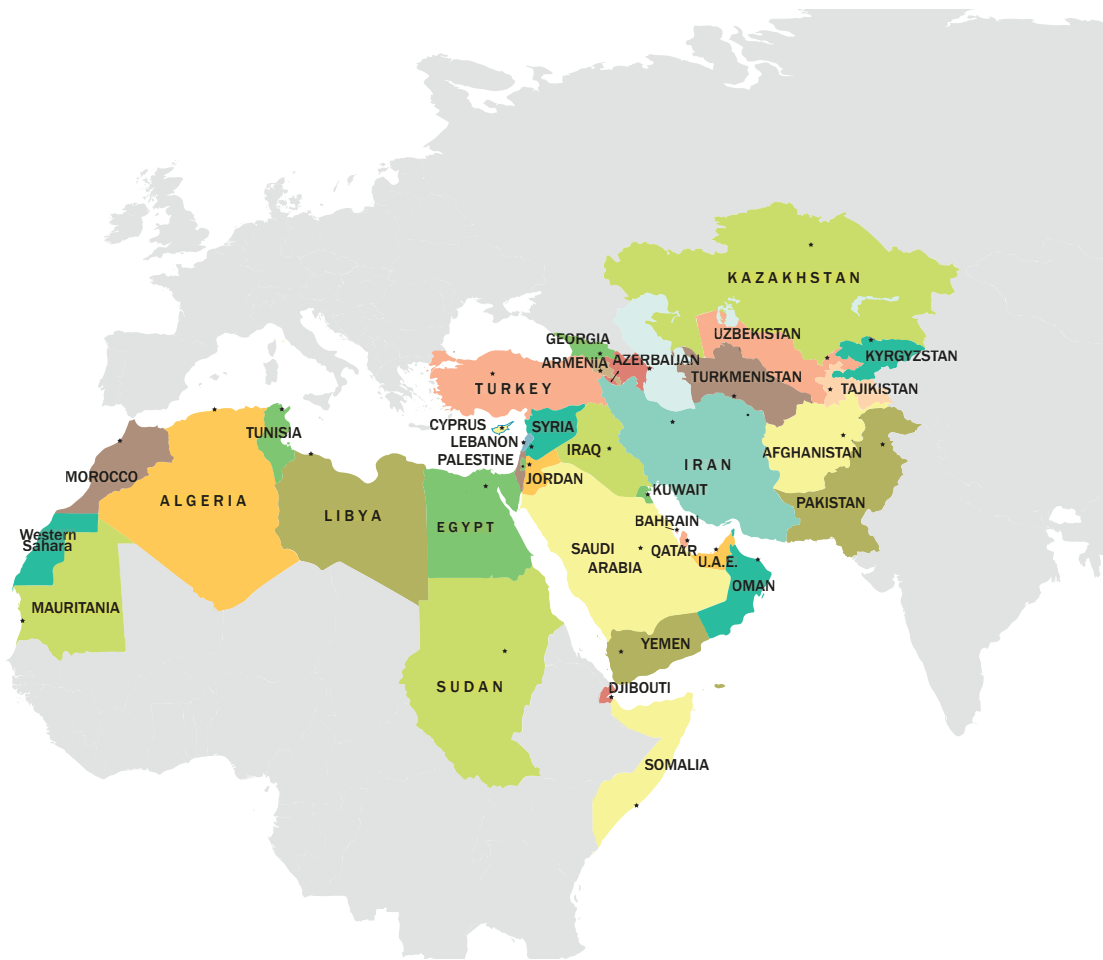 KAZAKHSTAN
UZBEKISTAN
GEORGIA
KYRGYZSTAN
ARMENIA
AZERBAIJAN
TURKMENISTAN
TURKEY
TAJIKISTAN
CYPRUS
SYRIA
TUNISIA
LEBANON
IRAQ
AFGHANISTAN
PALESTINE
IRAN
MOROCCO
JORDAN
KUWAIT
ALGERIA
PAKISTAN
LIBYA
BAHRAIN
EGYPT
Western
Sahara
SAUDI
ARABIA
QATAR
U.A.E.
OMAN
MAURITANIA
YEMEN
SUDAN
DJIBOUTI
SOMALIA